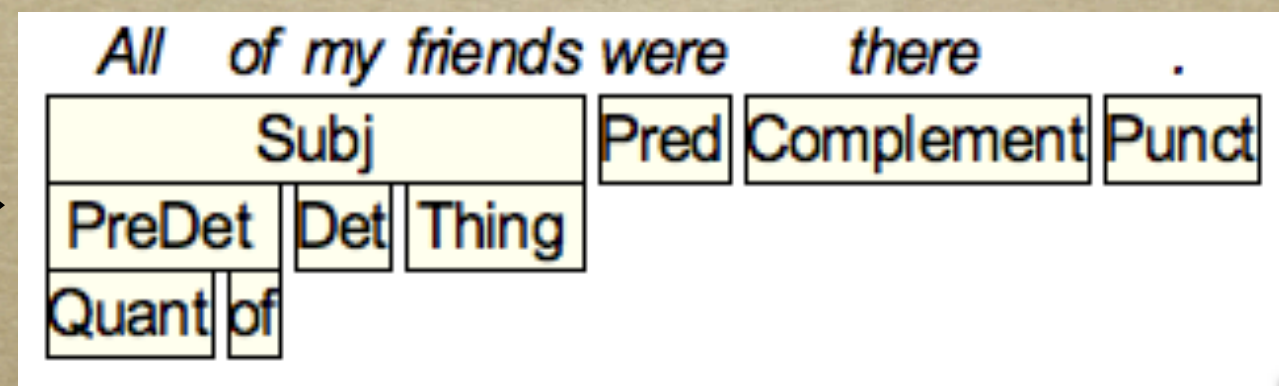 All of my friends were there .
Subj Pred Complement Punct
PreDet Det Thing
Quant of